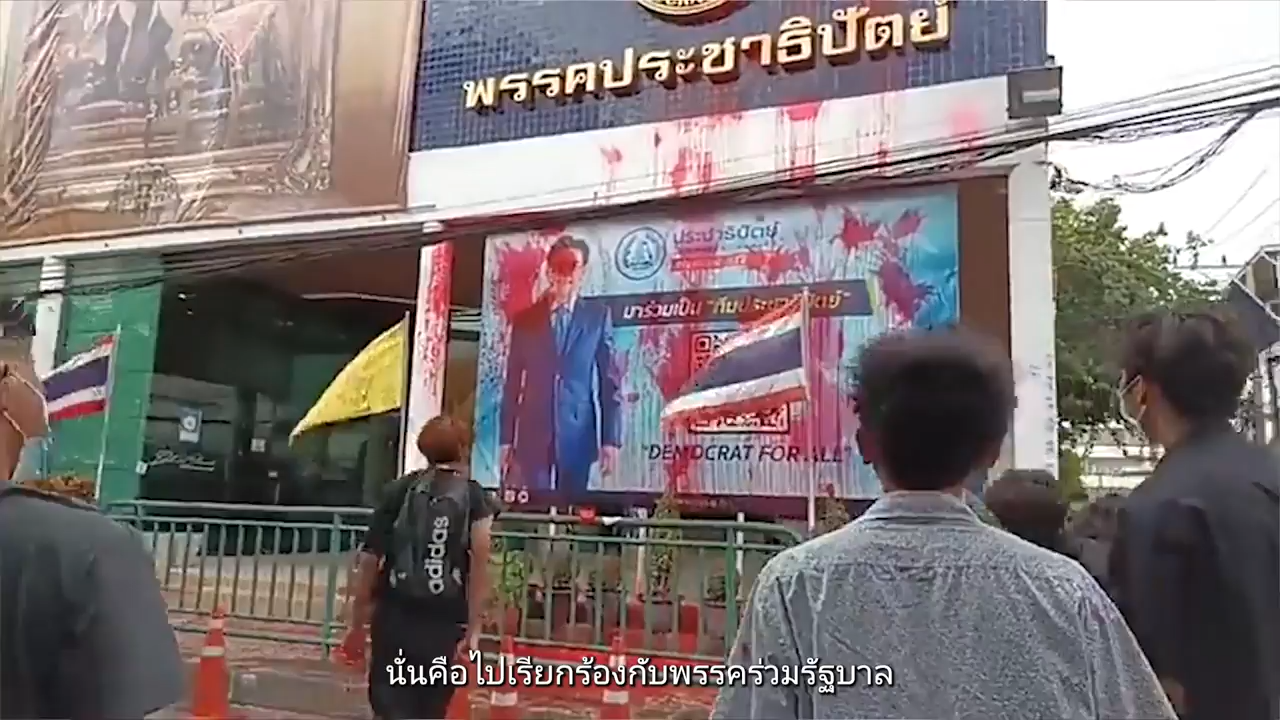 พรรคประชาธิปัตย์
ประชาธิปัตย์
มาร่วมเป็น "ทีมประชาธิปัตย์"
"DEMOCRAT FOR ALL"
adidas
นั่นคือไปเรียกร้องกับพรรคร่วมรัฐบาล